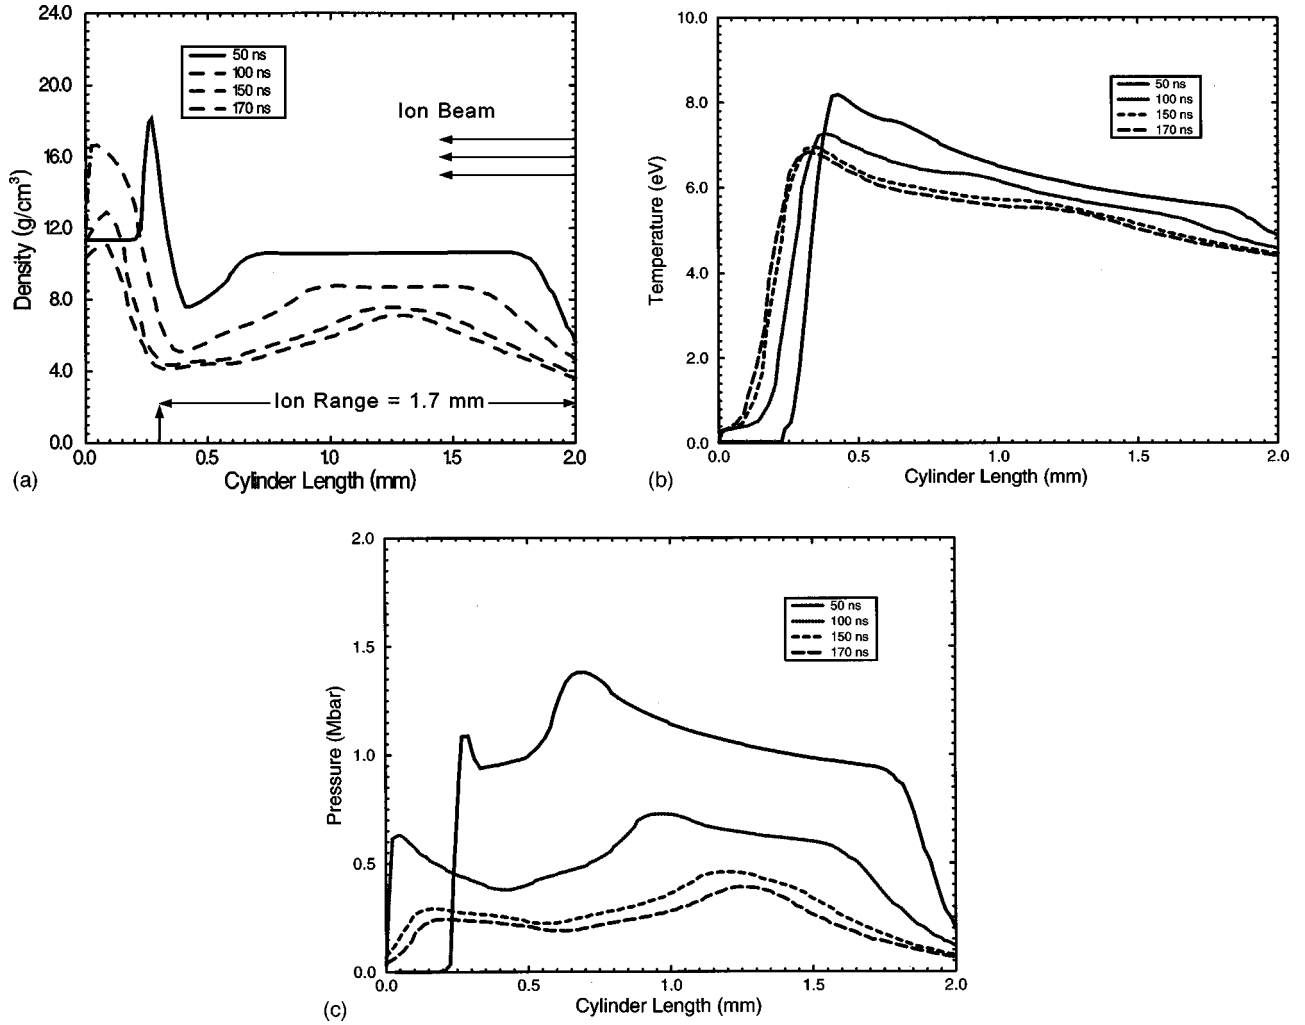 24.0
20.0
16.0
12.0
8.0
4.0
0.0
Density (g/cm³)
50 ns
100 ns
150 ns
170 ns
Ion Beam
Ion Range = 1.7 mm
0.0 0.5 1.0 1.5 2.0
Cylinder Length (mm)
(a)
10.0
8.0
6.0
4.0
2.0
0.0
Temperature (eV)
50 ns
100 ns
150 ns
170 ns
0.0 0.5 1.0 1.5 2.0
Cylinder Length (mm)
(b)
2.0
1.5
1.0
0.5
0.0
Pressure (Mbar)
50 ns
100 ns
150 ns
170 ns
0.0 0.5 1.0 1.5 2.0
Cylinder Length (mm)
(c)